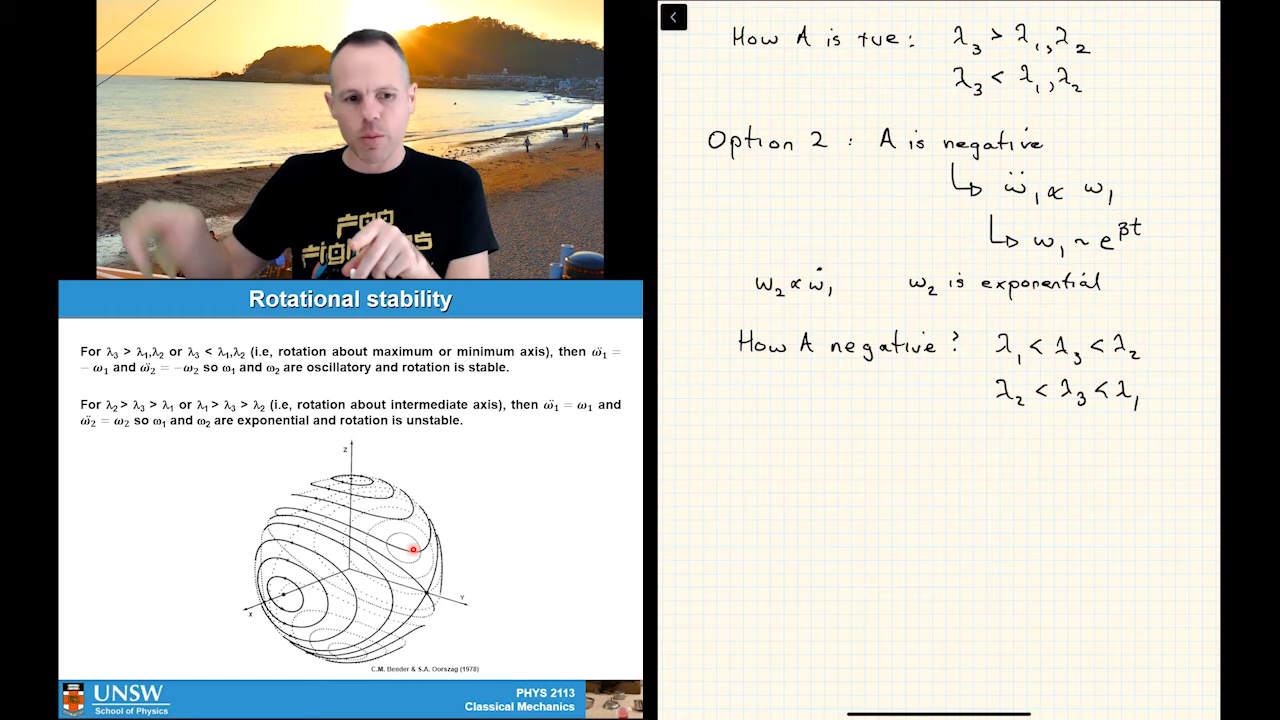 FOO
FIGHTERS
Rotational stability
For λ₃ > λ₁,λ₂ or λ₃ < λ₁,λ₂ (i.e, rotation about maximum or minimum axis), then ω̈₁ =
− ω₁ and ω̈₂ = −ω₂ so ω₁ and ω₂ are oscillatory and rotation is stable.
For λ₂ > λ₃ > λ₁ or λ₁ > λ₃ > λ₂ (i.e, rotation about intermediate axis), then ω̈₁ = ω₁ and
ω̈₂ = ω₂ so ω₁ and ω₂ are exponential and rotation is unstable.
Z
Y
X
C.M. Bender & S.A. Oorszag (1978)
UNSW
School of Physics
PHYS 2113
Classical Mechanics
How A is +ve: λ₃ > λ₁,λ₂
λ₃ < λ₁,λ₂
Option 2 : A is negative
↳ ω̈₁ ∝ ω₁
↳ ω₁ ~ e^βt
ω₂ ∝ ω̇₁ ω₂ is exponential
How A negative? λ₁ < λ₃ < λ₂
λ₂ < λ₃ < λ₁